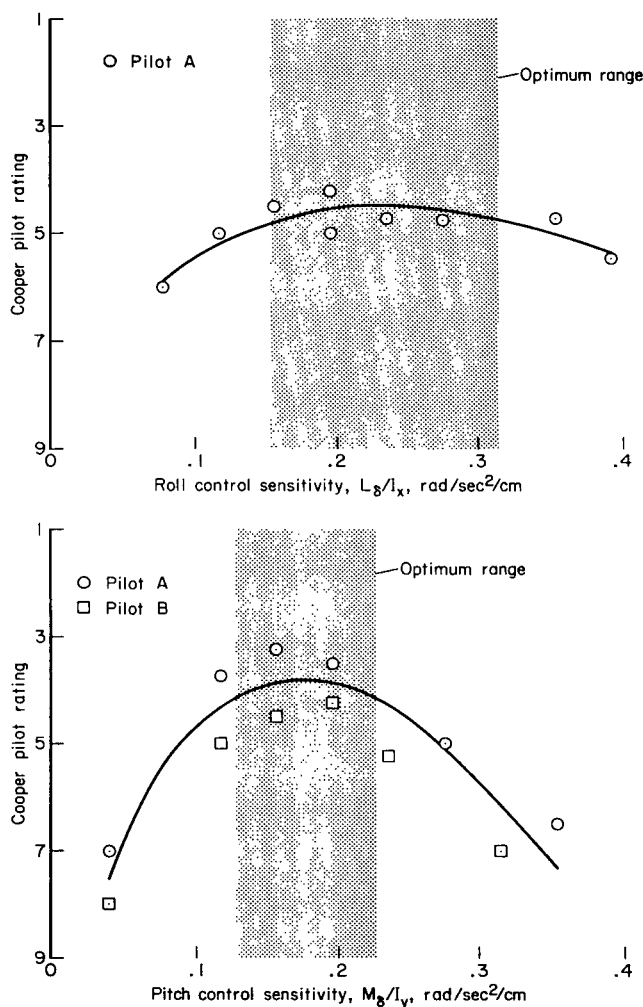 1
Pilot A
Optimum range
3
Cooper pilot rating
5
7
9
0 .1 .2 .3 .4
Roll control sensitivity, Lδ/Ix, rad/sec²/cm
1
Pilot A
Optimum range
Pilot B
3
Cooper pilot rating
5
7
9
0 .1 .2 .3 .4
Pitch control sensitivity, Mδ/Iy, rad/sec²/cm